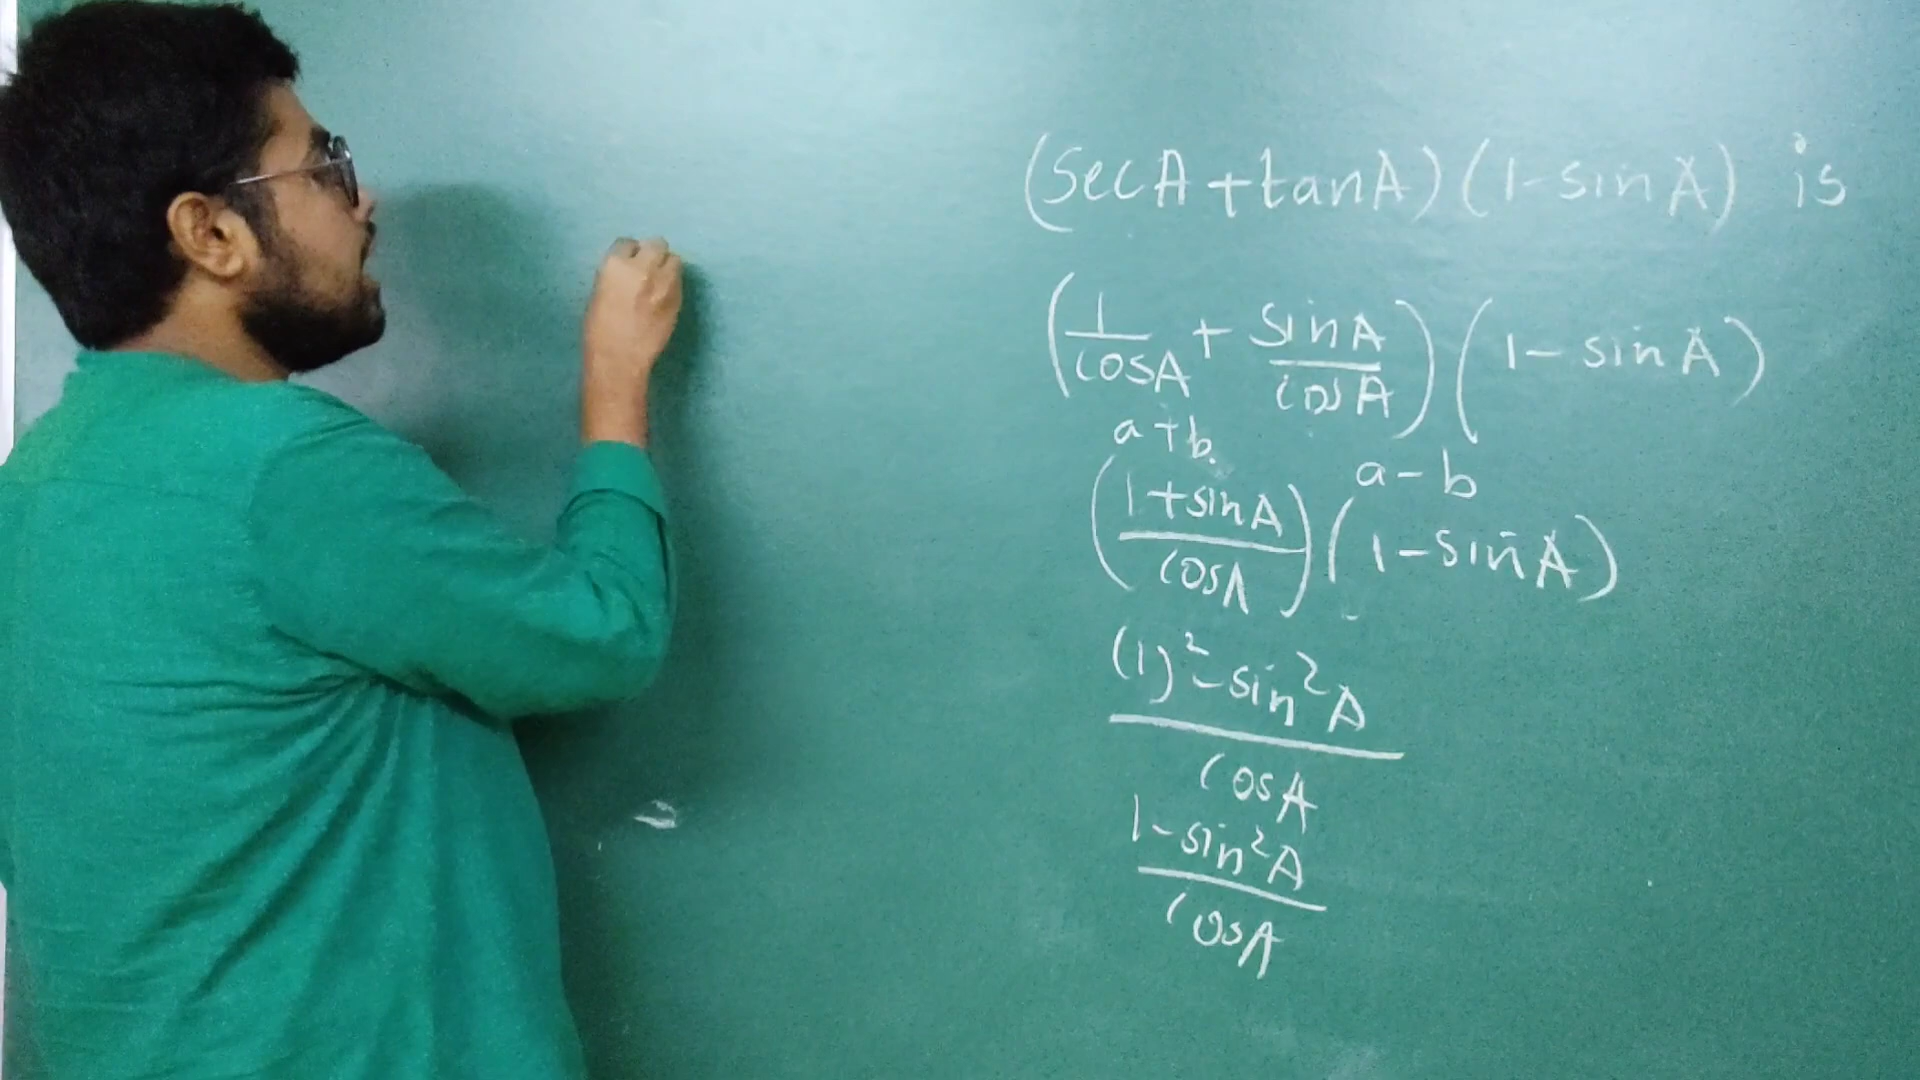 (SecA + tanA) (1 - sinA) is
(1/cosA + sinA/cosA) (1 - sinA)
a + b. a - b
(1 + sinA/cosA) (1 - sinA)
(1)² - sin²A
cosA
1 - sin²A
cosA